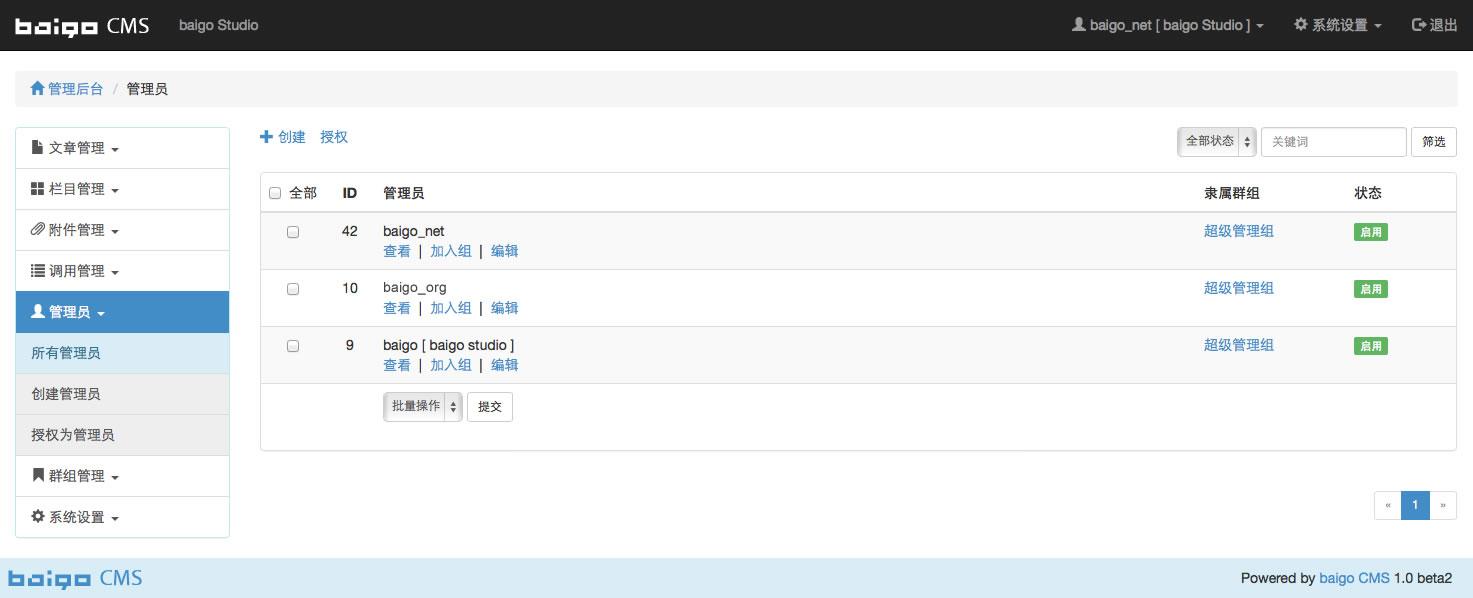 baigo CMS baigo Studio baigo_net [ baigo Studio ] 系统设置 退出
管理后台 / 管理员
文章管理
栏目管理
附件管理
调用管理
管理员
所有管理员
创建管理员
授权为管理员
群组管理
系统设置
创建 授权 全部状态 关键词 筛选
全部 ID 管理员 隶属群组 状态
42 baigo_net 超级管理组 启用
查看 | 加入组 | 编辑
10 baigo_org 超级管理组 启用
查看 | 加入组 | 编辑
9 baigo [ baigo studio ] 超级管理组 启用
查看 | 加入组 | 编辑
批量操作 提交
« 1 »
baigo CMS Powered by baigo CMS 1.0 beta2